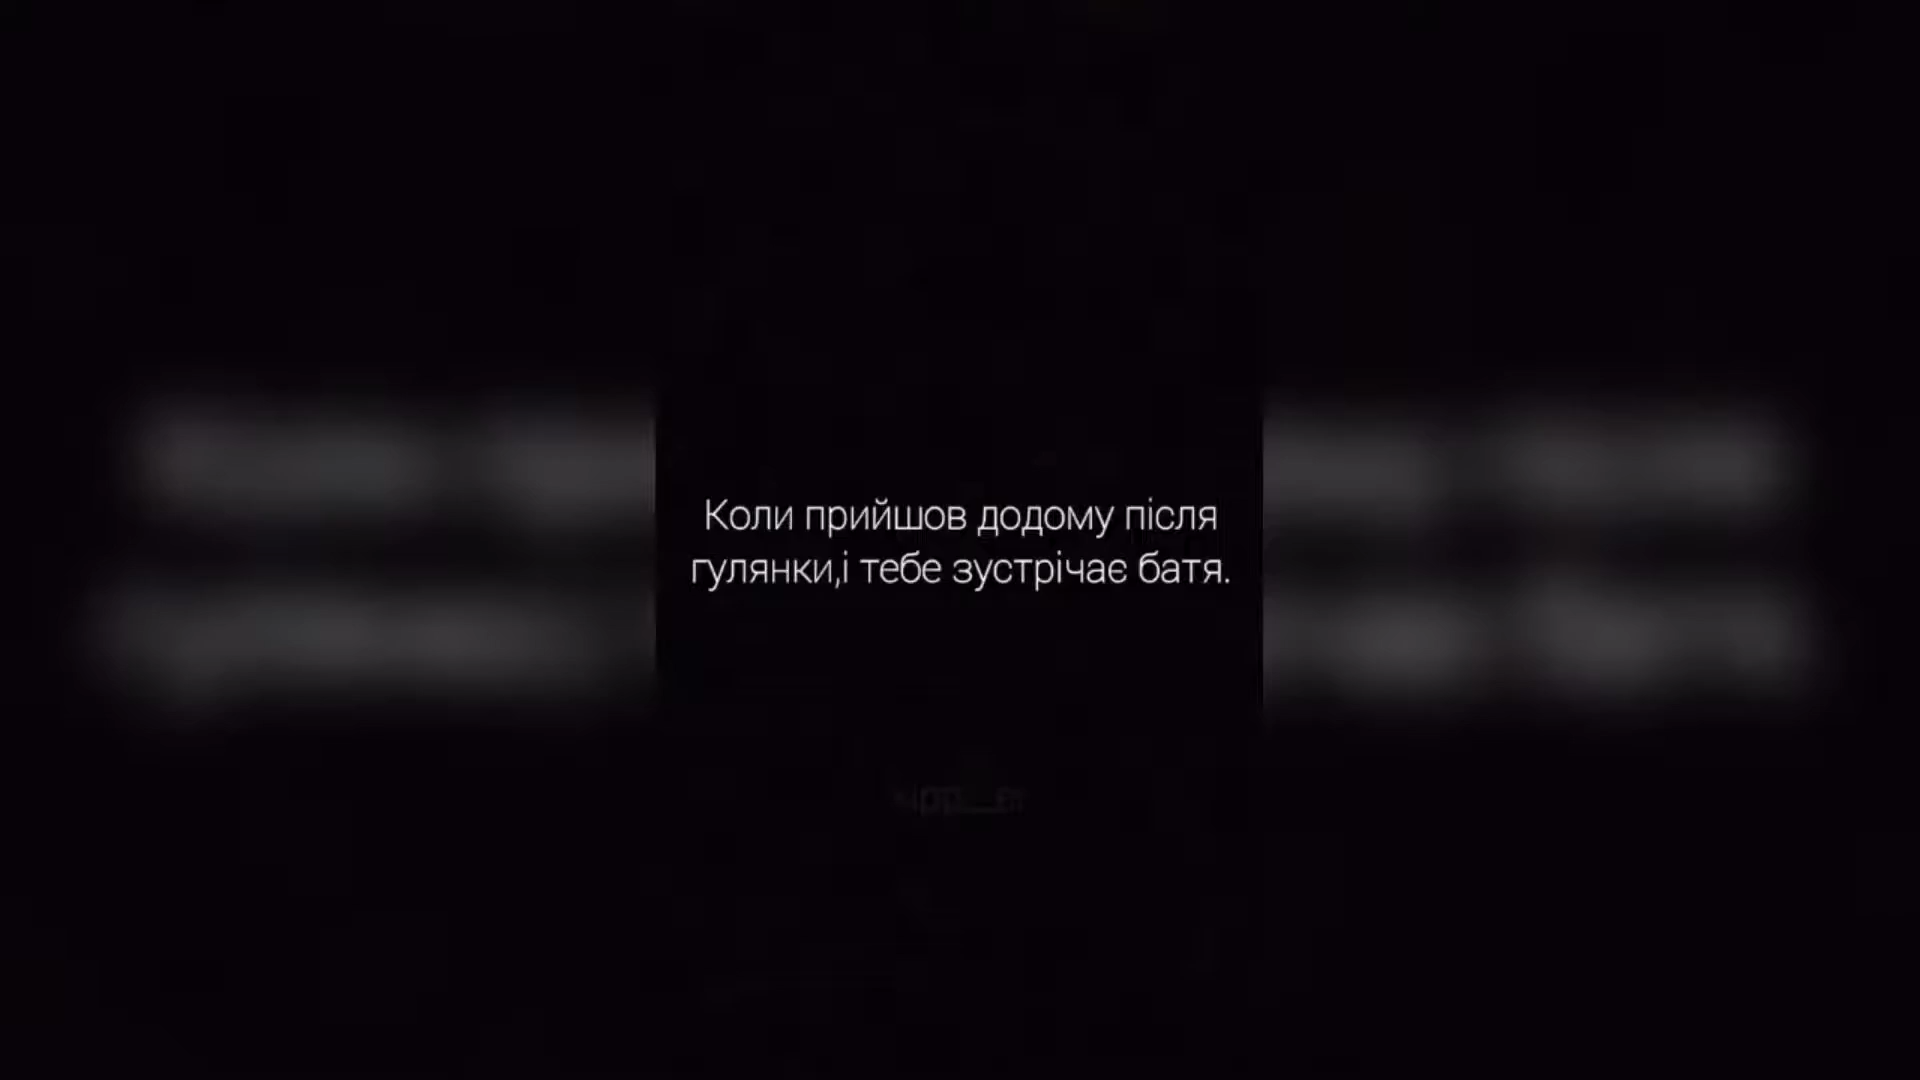 Коли прийшов додому після
гулянки,і тебе зустрічає батя.